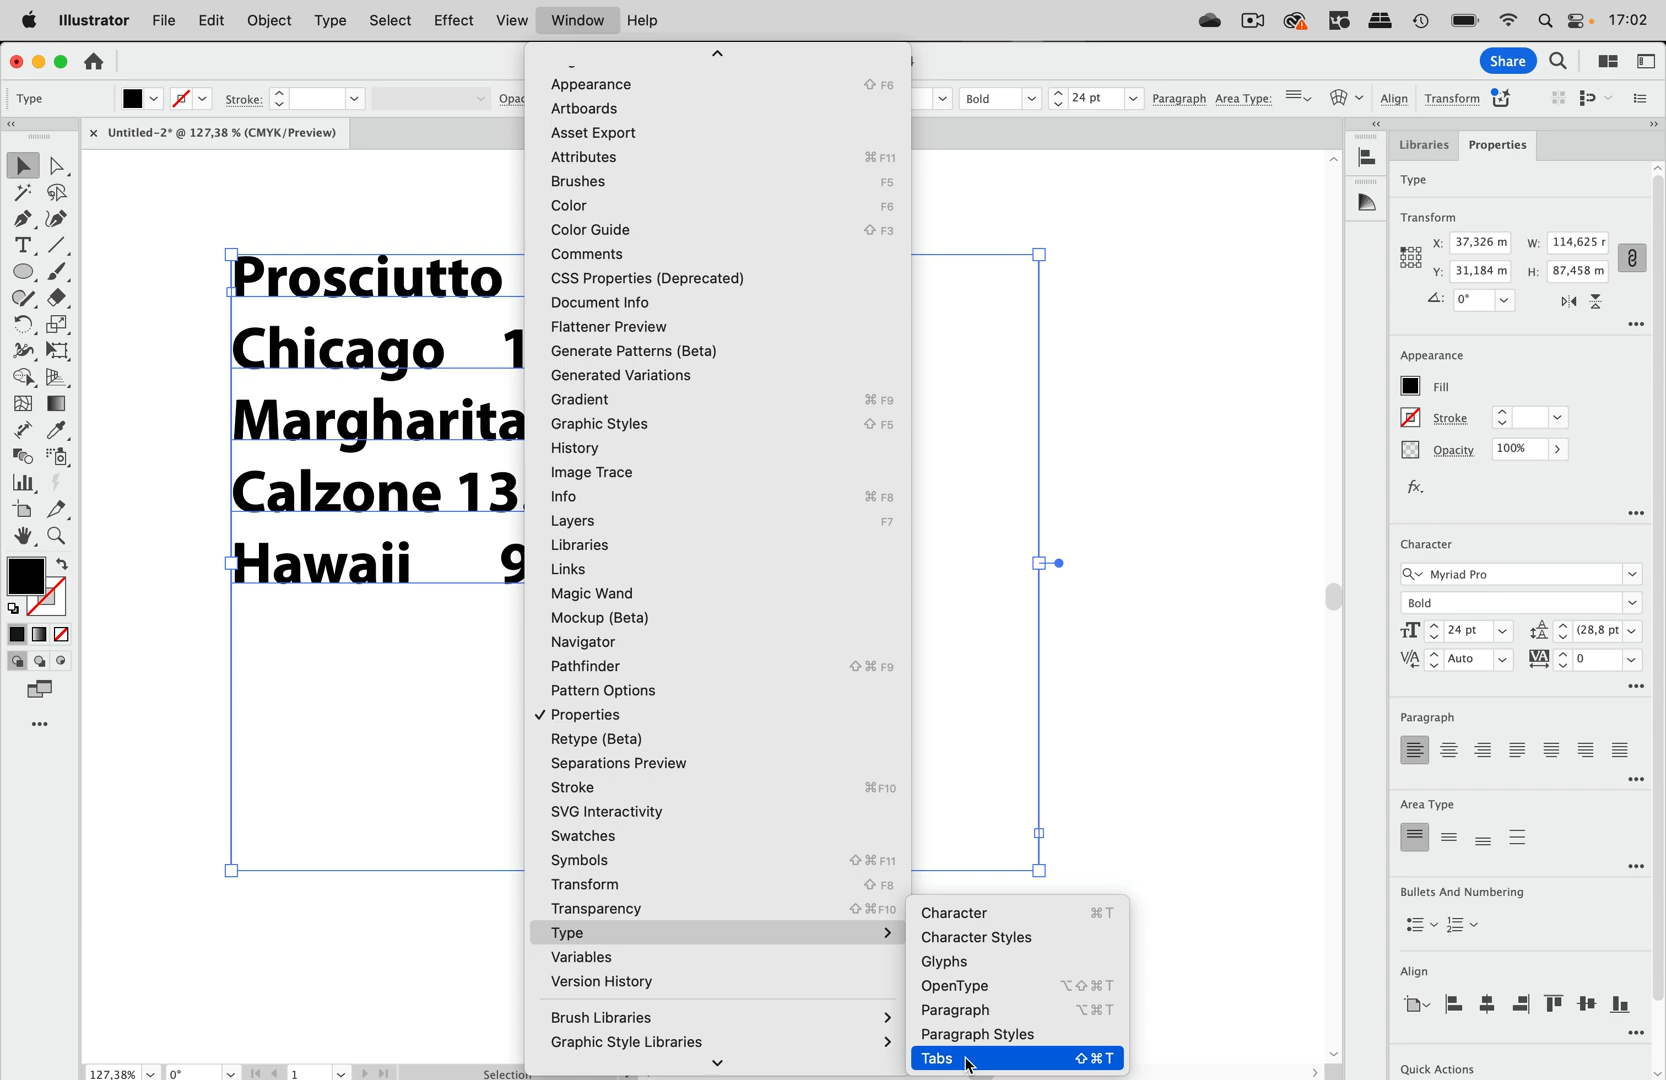 Illustrator File Edit Object Type Select Effect View Window Help 17:02
Share
Type Stroke: Opac Bold 24 pt Paragraph Area Type: Align Transform
Untitled-2* @ 127,38 % (CMYK/Preview)
Prosciutto
Chicago 1
Margharita
Calzone 13.
Hawaii 9
Appearance ⇧ F6
Artboards
Asset Export
Attributes ⌘ F11
Brushes F5
Color F6
Color Guide ⇧ F3
Comments
CSS Properties (Deprecated)
Document Info
Flattener Preview
Generate Patterns (Beta)
Generated Variations
Gradient ⌘ F9
Graphic Styles ⇧ F5
History
Image Trace
Info ⌘ F8
Layers F7
Libraries
Links
Magic Wand
Mockup (Beta)
Navigator
Pathfinder ⇧⌘ F9
Pattern Options
✓ Properties
Retype (Beta)
Separations Preview
Stroke ⌘F10
SVG Interactivity
Swatches
Symbols ⇧⌘F11
Transform ⇧ F8
Transparency ⇧⌘F10
Type
Variables
Version History
Brush Libraries
Graphic Style Libraries
Character ⌘T
Character Styles
Glyphs
OpenType ⌥⇧⌘T
Paragraph ⌥⌘T
Paragraph Styles
Tabs ⇧⌘T
Libraries Properties
Type
Transform
X: 37,326 m W: 114,625 r
Y: 31,184 m H: 87,458 m
0°
Appearance
Fill
Stroke
Opacity 100%
fx.
Character
Myriad Pro
Bold
24 pt (28,8 pt
Auto 0
Paragraph
Area Type
Bullets And Numbering
Align
Quick Actions
127,38% 0° 1 Selection